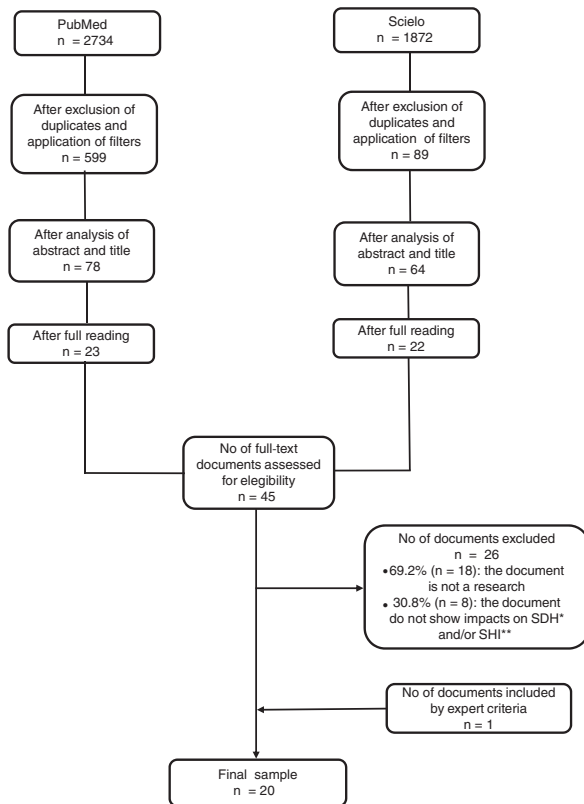 PubMed
n = 2734
Scielo
n = 1872
After exclusion of
duplicates and
application of filters
n = 599
After exclusion of
duplicates and
application of filters
n = 89
After analysis of
abstract and title
n = 78
After analysis of
abstract and title
n = 64
After full reading
n = 23
After full reading
n = 22
No of full-text
documents assessed
for elegibility
n = 45
No of documents excluded
n = 26
•69.2% (n = 18): the document
is not a research
• 30.8% (n = 8): the document
do not show impacts on SDH*
and/or SHI**
No of documents included
by expert criteria
n = 1
Final sample
n = 20